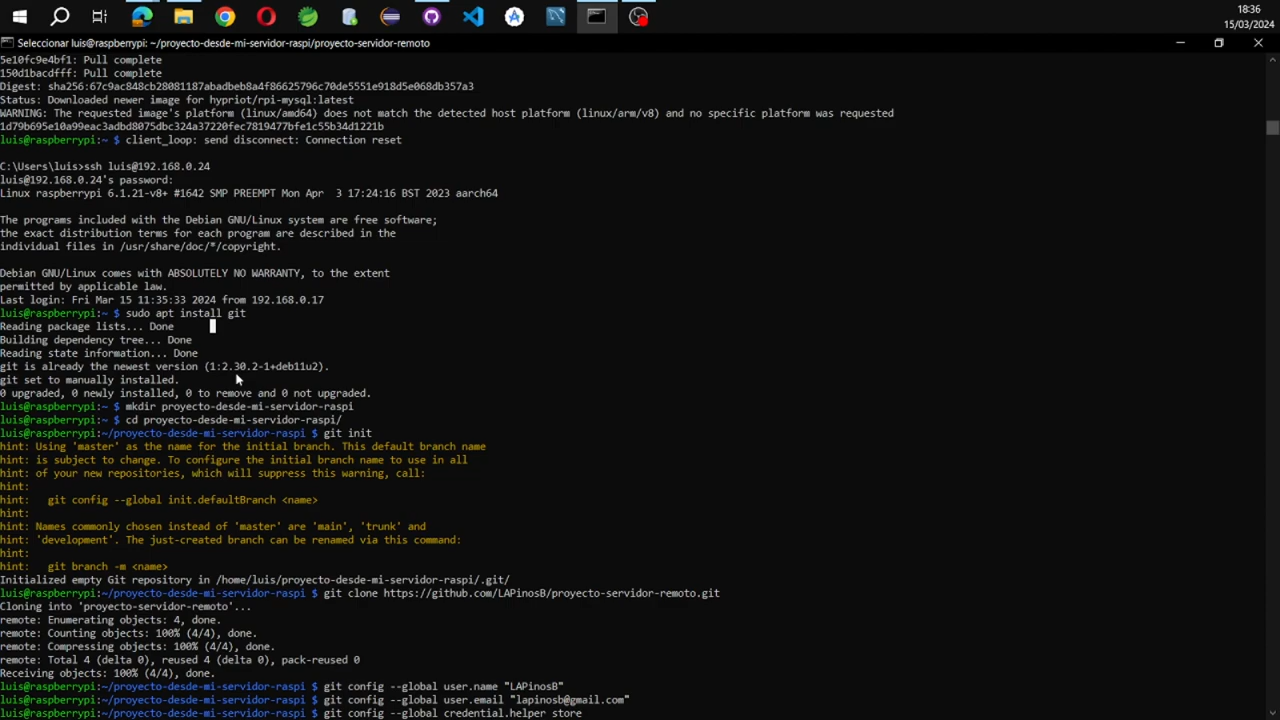 18:36
15/03/2024
Seleccionar luis@raspberrypi: ~/proyecto-desde-mi-servidor-raspi/proyecto-servidor-remoto
5e10fc9e4bf1: Pull complete
150d1bacdfff: Pull complete
Digest: sha256:67c9ac848cb28081187abadbeb8a4f86625796c70de5551e918d5e068db357a3
Status: Downloaded newer image for hypriot/rpi-mysql:latest
WARNING: The requested image's platform (linux/amd64) does not match the detected host platform (linux/arm/v8) and no specific platform was requested
1d79b695e10a99eac3adbd8075dbc324a37220fec7819477bfe1c55b34d1221b
luis@raspberrypi:~ $ client_loop: send disconnect: Connection reset
C:\Users\luis>ssh luis@192.168.0.24
luis@192.168.0.24's password:
Linux raspberrypi 6.1.21-v8+ #1642 SMP PREEMPT Mon Apr  3 17:24:16 BST 2023 aarch64
The programs included with the Debian GNU/Linux system are free software;
the exact distribution terms for each program are described in the
individual files in /usr/share/doc/*/copyright.
Debian GNU/Linux comes with ABSOLUTELY NO WARRANTY, to the extent
permitted by applicable law.
Last login: Fri Mar 15 11:35:33 2024 from 192.168.0.17
luis@raspberrypi:~ $ sudo apt install git
Reading package lists... Done
Building dependency tree... Done
Reading state information... Done
git is already the newest version (1:2.30.2-1+deb11u2).
git set to manually installed.
0 upgraded, 0 newly installed, 0 to remove and 0 not upgraded.
luis@raspberrypi:~ $ mkdir proyecto-desde-mi-servidor-raspi
luis@raspberrypi:~ $ cd proyecto-desde-mi-servidor-raspi/
luis@raspberrypi:~/proyecto-desde-mi-servidor-raspi $ git init
hint: Using 'master' as the name for the initial branch. This default branch name
hint: is subject to change. To configure the initial branch name to use in all
hint: of your new repositories, which will suppress this warning, call:
hint:
hint:   git config --global init.defaultBranch <name>
hint:
hint: Names commonly chosen instead of 'master' are 'main', 'trunk' and
hint: 'development'. The just-created branch can be renamed via this command:
hint:
hint:   git branch -m <name>
Initialized empty Git repository in /home/luis/proyecto-desde-mi-servidor-raspi/.git/
luis@raspberrypi:~/proyecto-desde-mi-servidor-raspi $ git clone https://github.com/LAPinosB/proyecto-servidor-remoto.git
Cloning into 'proyecto-servidor-remoto'...
remote: Enumerating objects: 4, done.
remote: Counting objects: 100% (4/4), done.
remote: Compressing objects: 100% (4/4), done.
remote: Total 4 (delta 0), reused 4 (delta 0), pack-reused 0
Receiving objects: 100% (4/4), done.
luis@raspberrypi:~/proyecto-desde-mi-servidor-raspi $ git config --global user.name "LAPinosB"
luis@raspberrypi:~/proyecto-desde-mi-servidor-raspi $ git config --global user.email "lapinosb@gmail.com"
luis@raspberrypi:~/proyecto-desde-mi-servidor-raspi $ git config --global credential.helper store